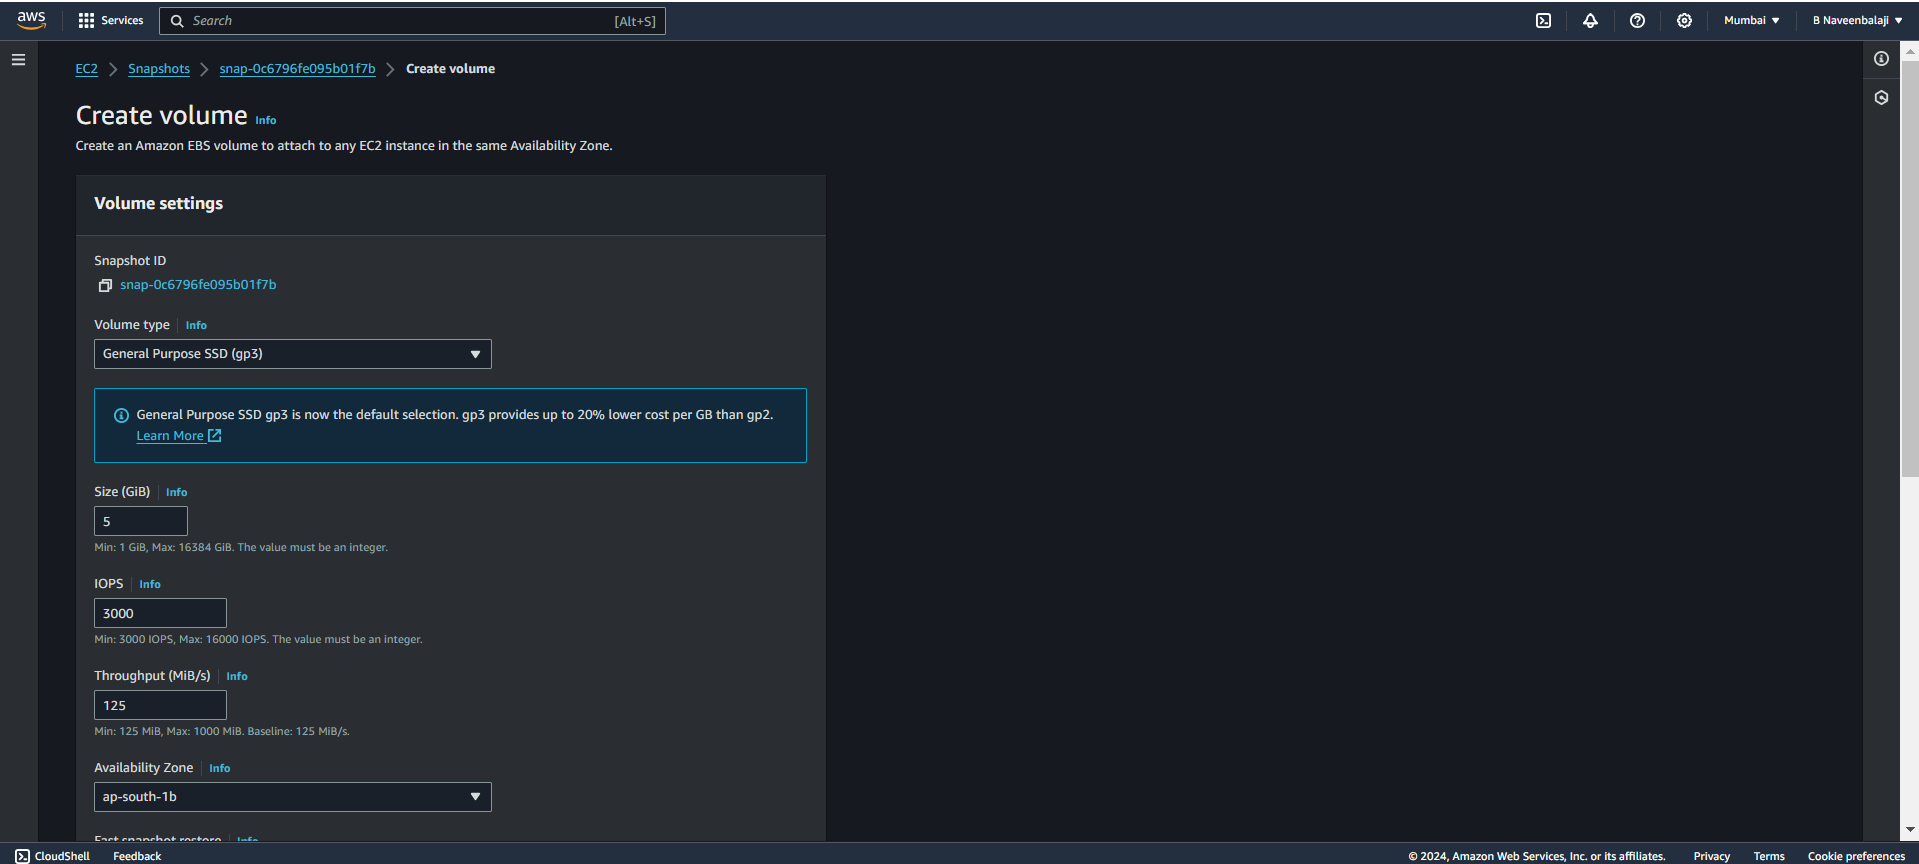 aws
Services
Search
[Alt+S]
Mumbai
B Naveenbalaji
EC2 > Snapshots > snap-0c6796fe095b01f7b > Create volume
Create volume Info
Create an Amazon EBS volume to attach to any EC2 instance in the same Availability Zone.
Volume settings
Snapshot ID
snap-0c6796fe095b01f7b
Volume type Info
General Purpose SSD (gp3)
General Purpose SSD gp3 is now the default selection. gp3 provides up to 20% lower cost per GB than gp2.
Learn More
Size (GiB) Info
5
Min: 1 GiB, Max: 16384 GiB. The value must be an integer.
IOPS Info
3000
Min: 3000 IOPS, Max: 16000 IOPS. The value must be an integer.
Throughput (MiB/s) Info
125
Min: 125 MiB, Max: 1000 MiB. Baseline: 125 MiB/s.
Availability Zone Info
ap-south-1b
Fast snapshot restore Info
CloudShell
Feedback
© 2024, Amazon Web Services, Inc. or its affiliates.
Privacy
Terms
Cookie preferences